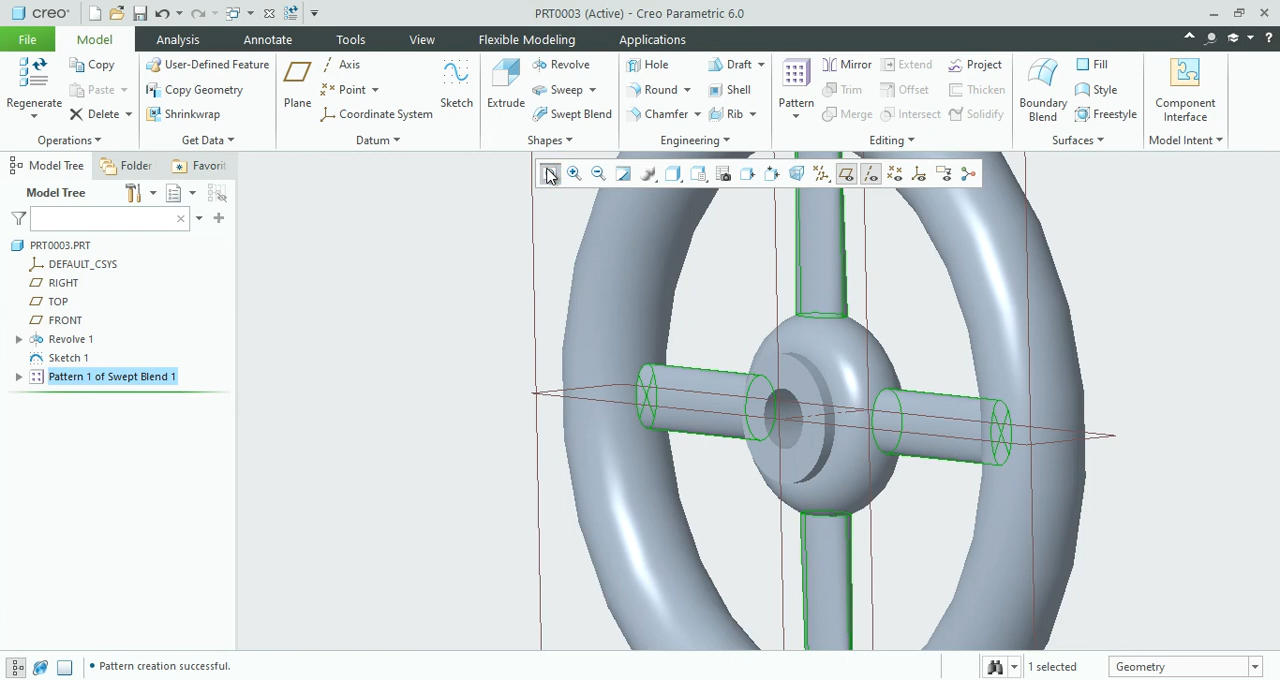 creo
PRT0003 (Active) - Creo Parametric 6.0
File Model Analysis Annotate Tools View Flexible Modeling Applications
Regenerate Copy Paste Delete
User-Defined Feature Copy Geometry Shrinkwrap
Plane Axis Point Coordinate System Sketch
Extrude Revolve Sweep Swept Blend
Hole Round Chamfer Draft Shell Rib
Pattern Mirror Trim Merge Extend Offset Intersect Project Thicken Solidify
Boundary Blend Fill Style Freestyle
Component Interface
Operations Get Data Datum Shapes Engineering Editing Surfaces Model Intent
Model Tree Folder Favorit
Model Tree
PRT0003.PRT
DEFAULT_CSYS
RIGHT
TOP
FRONT
Revolve 1
Sketch 1
Pattern 1 of Swept Blend 1
• Pattern creation successful.
1 selected
Geometry